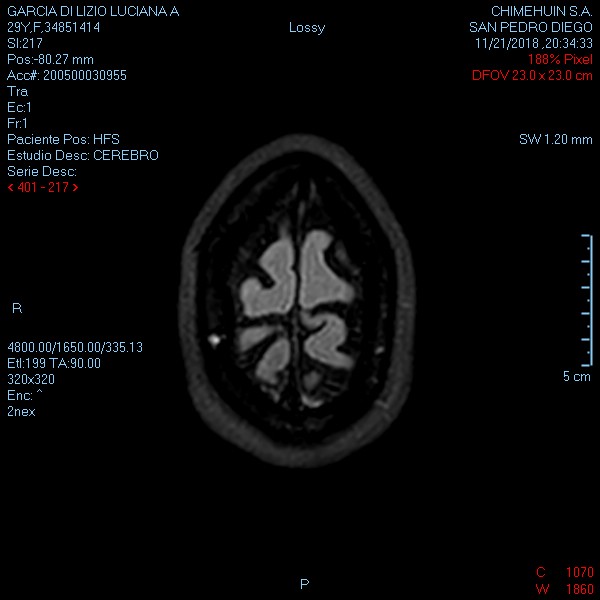 GARCIA DI LIZIO LUCIANA A
29Y,F,34851414
SI:217
Pos:-80.27 mm
Acc#: 200500030955
Tra
Ec:1
Fr:1
Paciente Pos: HFS
Estudio Desc: CEREBRO
Serie Desc:
< 401 - 217 >
Lossy
CHIMEHUIN S.A.
SAN PEDRO DIEGO
11/21/2018 ,20:34:33
188% Pixel
DFOV 23.0 x 23.0 cm
SW 1.20 mm
R
5 cm
4800.00/1650.00/335.13
Etl:199 TA:90.00
320x320
Enc: ^
2nex
P
C 1070
W 1860